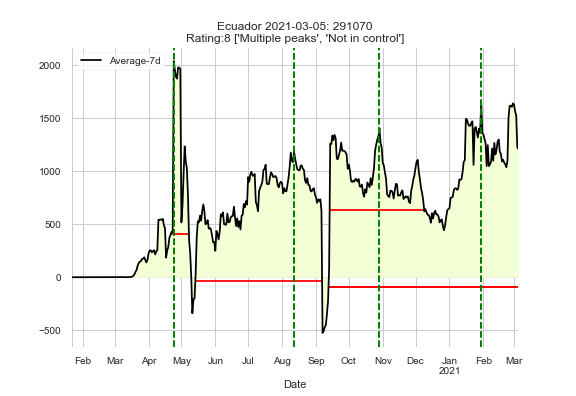 Ecuador 2021-03-05: 291070
Rating:8 ['Multiple peaks', 'Not in control']
Average-7d
2000
1500
1000
500
0
−500
Feb Mar Apr May Jun Jul Aug Sep Oct Nov Dec Jan Feb Mar
2021
Date